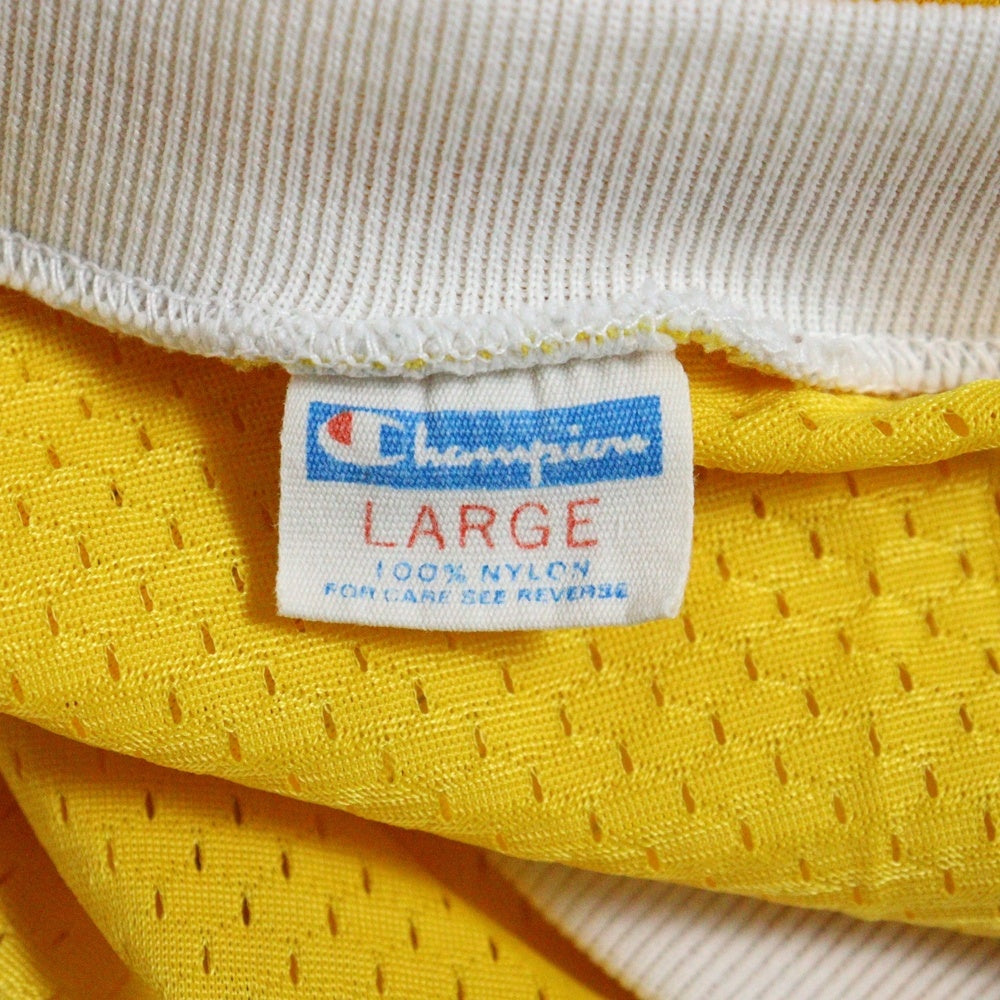 Champion
LARGE
100% NYLON
FOR CARE SEE REVERSE